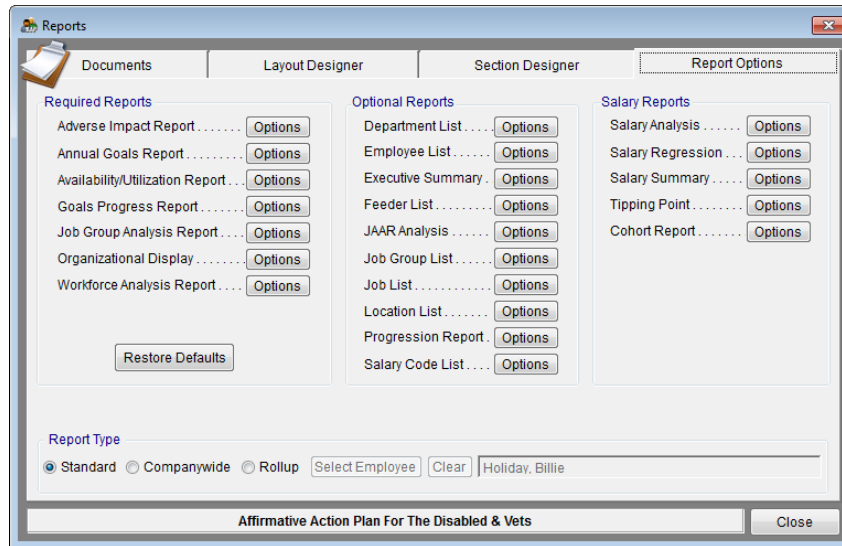 Reports
Documents
Layout Designer
Section Designer
Report Options
Required Reports
Adverse Impact Report . . . . . . . Options
Annual Goals Report . . . . . . . . . Options
Availability/Utilization Report . . . Options
Goals Progress Report . . . . . . . Options
Job Group Analysis Report . . . . Options
Organizational Display . . . . . . . . Options
Workforce Analysis Report . . . . Options
Restore Defaults
Optional Reports
Department List . . . . . Options
Employee List . . . . . . Options
Executive Summary . Options
Feeder List . . . . . . . . . Options
JAAR Analysis . . . . . . Options
Job Group List . . . . . . Options
Job List . . . . . . . . . . . . Options
Location List . . . . . . . Options
Progression Report . Options
Salary Code List . . . . Options
Salary Reports
Salary Analysis . . . . . . Options
Salary Regression . . . Options
Salary Summary . . . . . Options
Tipping Point . . . . . . . . Options
Cohort Report . . . . . . . Options
Report Type
Standard Companywide Rollup Select Employee Clear Holiday, Billie
Affirmative Action Plan For The Disabled & Vets
Close